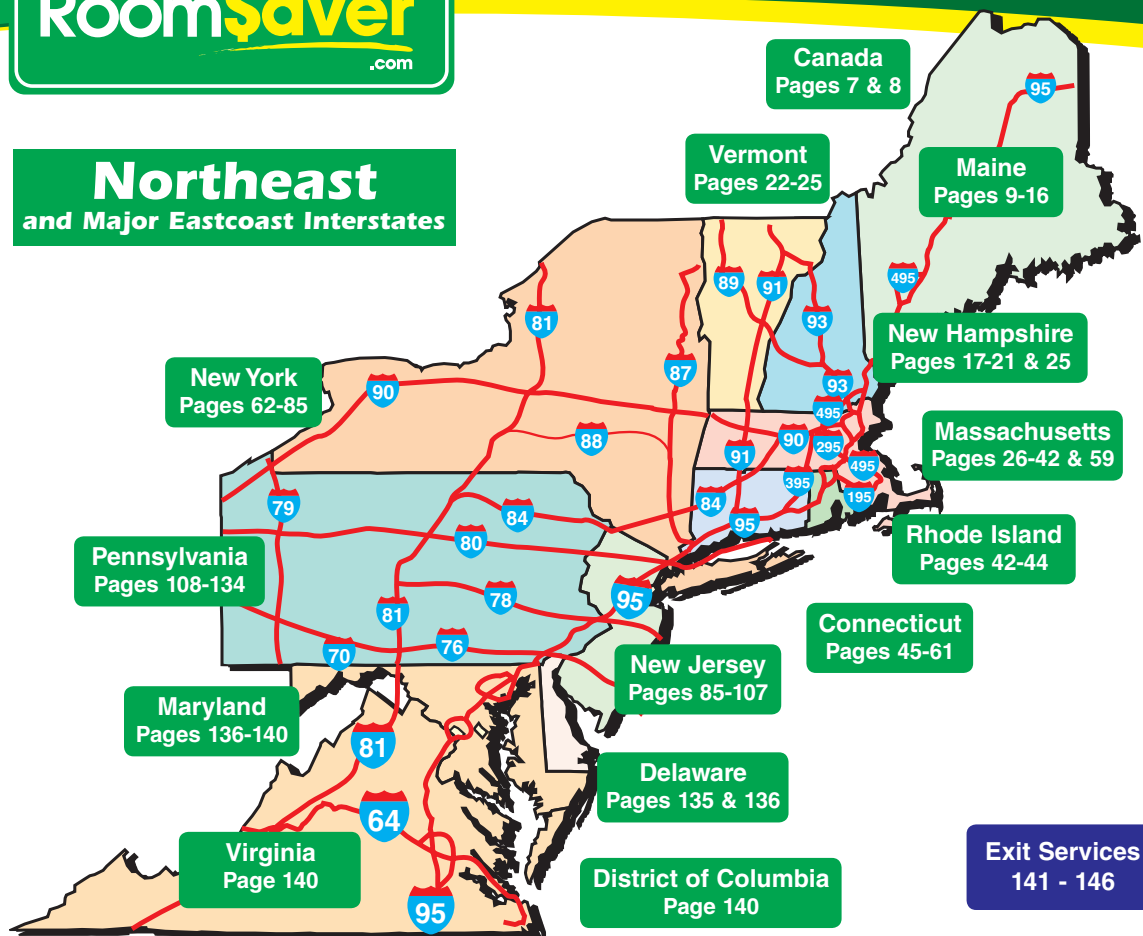 RoomSaver
.com
Northeast
and Major Eastcoast Interstates
Canada
Pages 7 & 8
Vermont
Pages 22-25
Maine
Pages 9-16
New Hampshire
Pages 17-21 & 25
New York
Pages 62-85
Massachusetts
Pages 26-42 & 59
Rhode Island
Pages 42-44
Pennsylvania
Pages 108-134
Connecticut
Pages 45-61
New Jersey
Pages 85-107
Maryland
Pages 136-140
Delaware
Pages 135 & 136
Virginia
Page 140
District of Columbia
Page 140
Exit Services
141 - 146
95
495
89
91
93
81
87
93
90
495
88
90
295
91
495
395
195
84
95
79
84
80
95
78
81
76
70
81
64
95